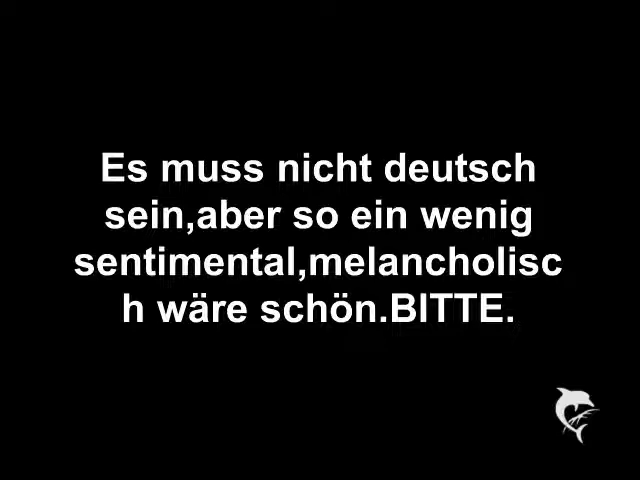 Es muss nicht deutsch
sein,aber so ein wenig
sentimental,melancholisc
h wäre schön.BITTE.